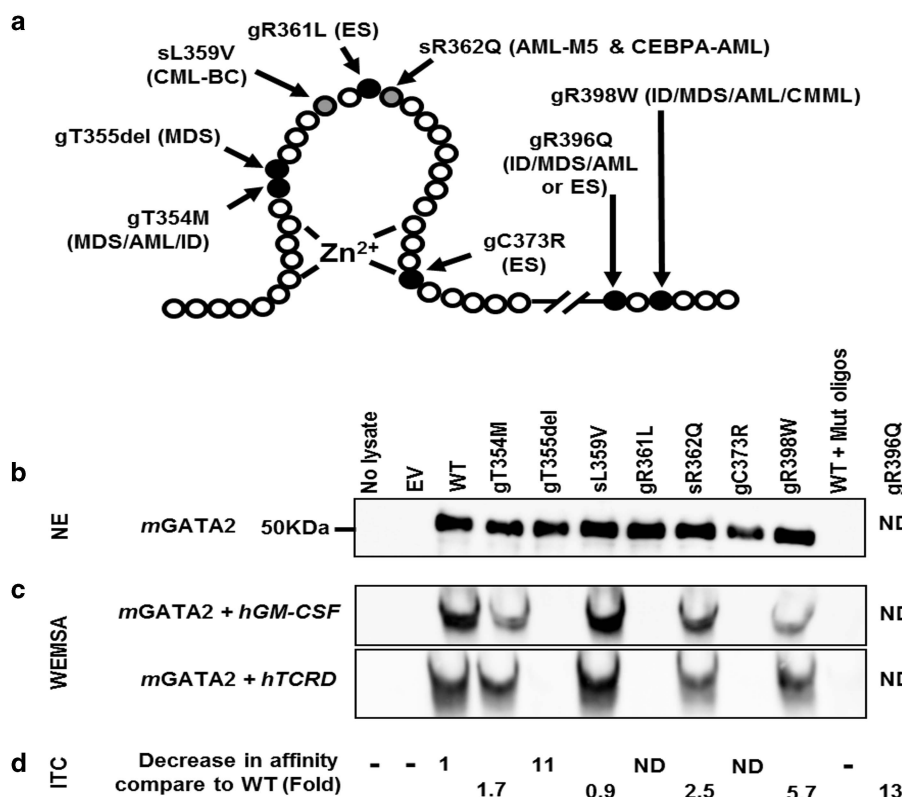 a
gR361L (ES)
sR362Q (AML-M5 & CEBPA-AML)
sL359V
(CML-BC)
gR398W (ID/MDS/AML/CMML)
gT355del (MDS)
gR396Q
(ID/MDS/AML
or ES)
gT354M
(MDS/AML/ID)
Zn2+
gC373R
(ES)
No lysate
EV
WT
gT354M
gT355del
sL359V
gR361L
sR362Q
gC373R
gR398W
WT + Mut oligos
gR396Q
b
NE
mGATA2 50KDa
ND
c
WEMSA
mGATA2 + hGM-CSF
ND
mGATA2 + hTCRD
ND
d
ITC
Decrease in affinity - - 1 11 ND ND -
compare to WT (Fold) 1.7 0.9 2.5 5.7 13